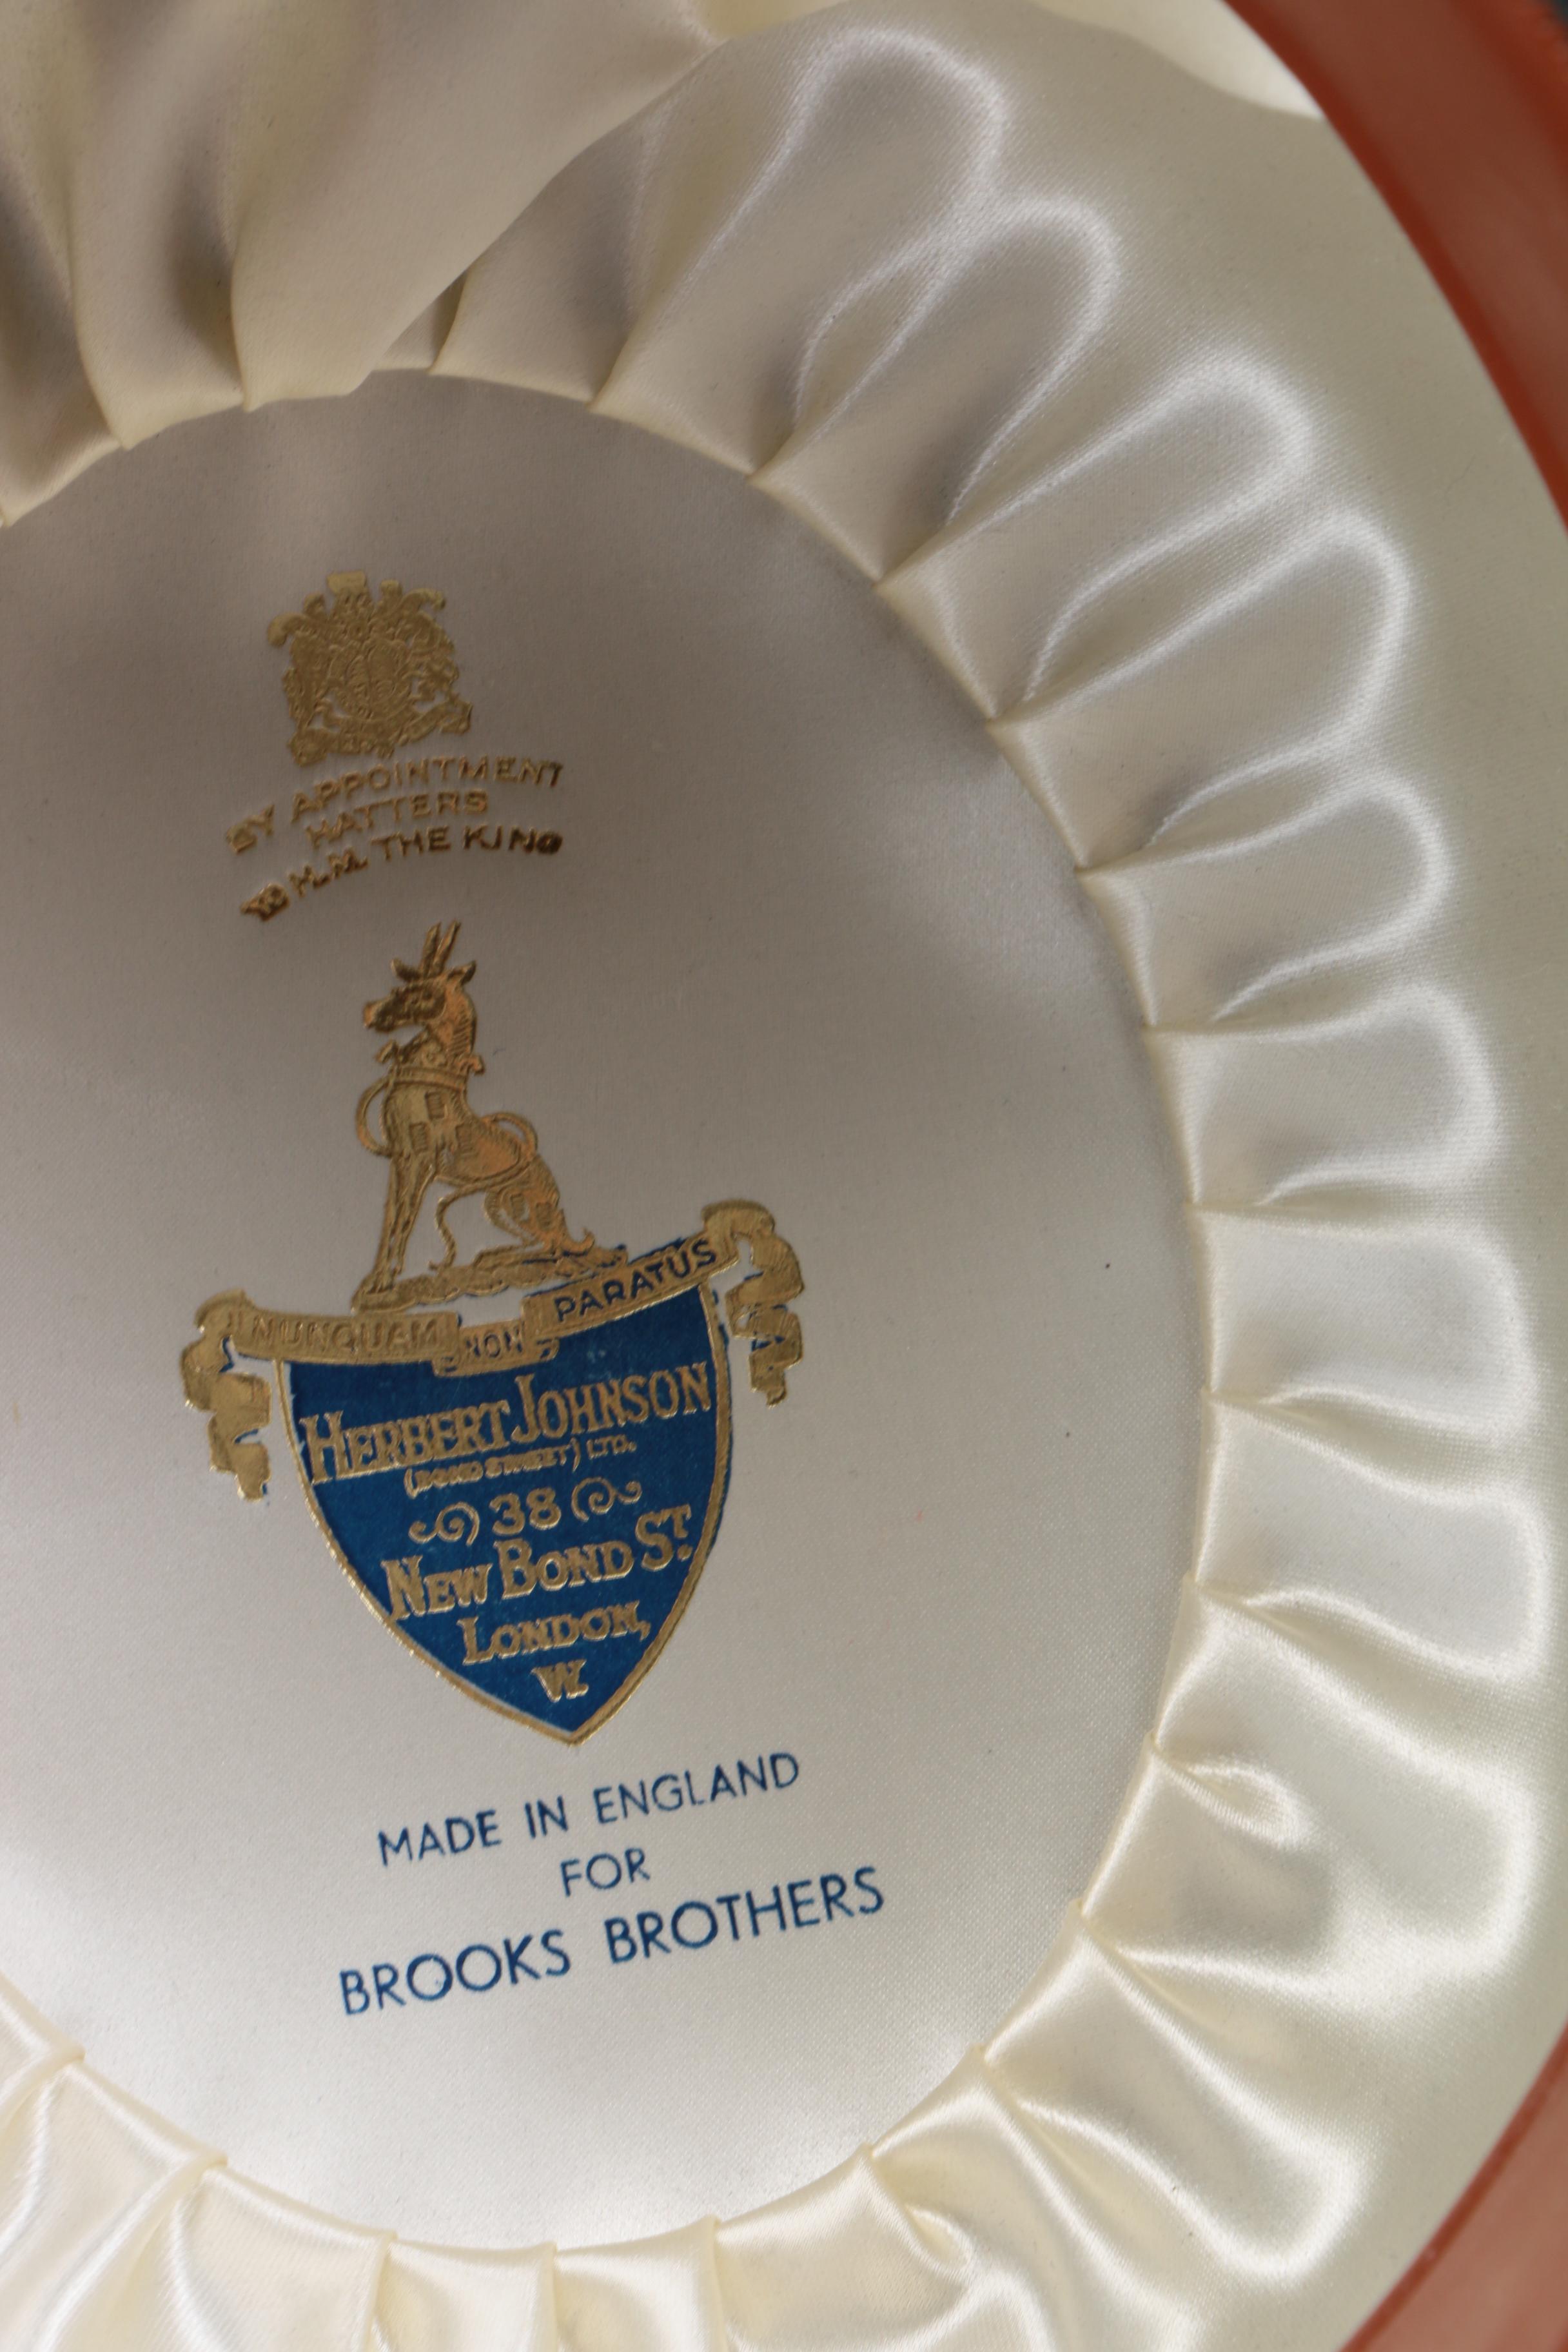 BY APPOINTMENT
HATTERS
TO H.M. THE KING
NUNQUAM NON PARATUS
HERBERT JOHNSON
(BOND STREET) LTD.
38
NEW BOND ST.
LONDON,
W.
MADE IN ENGLAND
FOR
BROOKS BROTHERS